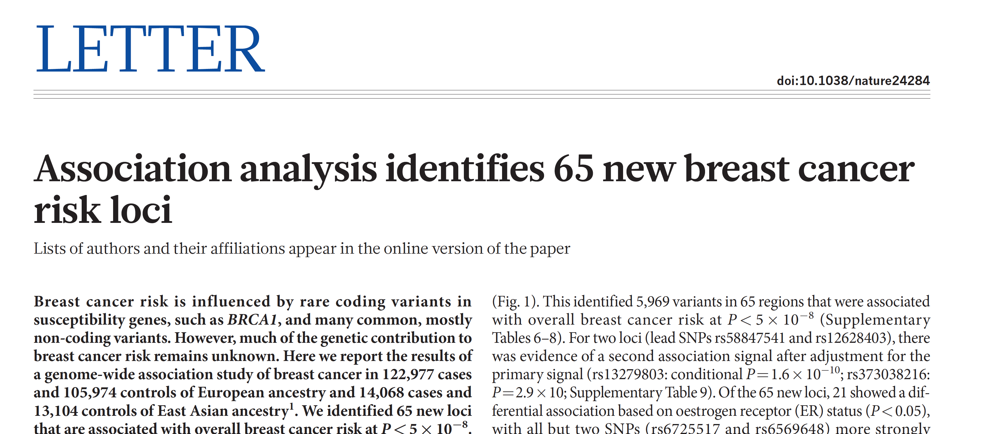 LETTER
doi:10.1038/nature24284
Association analysis identifies 65 new breast cancer
risk loci
Lists of authors and their affiliations appear in the online version of the paper
Breast cancer risk is influenced by rare coding variants in
susceptibility genes, such as BRCA1, and many common, mostly
non-coding variants. However, much of the genetic contribution to
breast cancer risk remains unknown. Here we report the results of
a genome-wide association study of breast cancer in 122,977 cases
and 105,974 controls of European ancestry and 14,068 cases and
13,104 controls of East Asian ancestry¹. We identified 65 new loci
that are associated with overall breast cancer risk at P < 5 × 10⁻⁸.
(Fig. 1). This identified 5,969 variants in 65 regions that were associated
with overall breast cancer risk at P < 5 × 10⁻⁸ (Supplementary
Tables 6–8). For two loci (lead SNPs rs58847541 and rs12628403), there
was evidence of a second association signal after adjustment for the
primary signal (rs13279803: conditional P = 1.6 × 10⁻¹⁰; rs373038216:
P = 2.9 × 10; Supplementary Table 9). Of the 65 new loci, 21 showed a dif-
ferential association based on oestrogen receptor (ER) status (P < 0.05),
with all but two SNPs (rs6725517 and rs6569648) more strongly